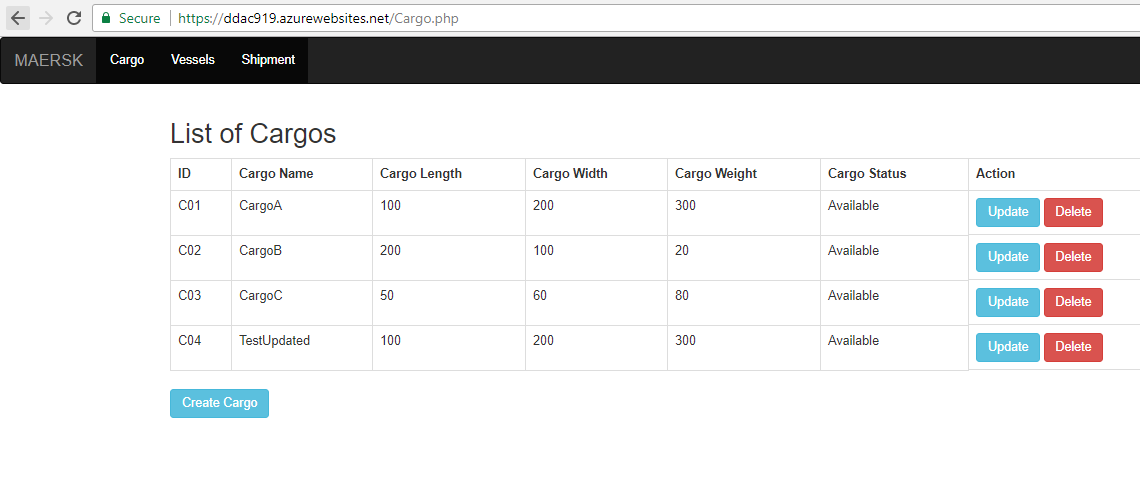 Secure https://ddac919.azurewebsites.net/Cargo.php
MAERSK Cargo Vessels Shipment
List of Cargos
ID Cargo Name Cargo Length Cargo Width Cargo Weight Cargo Status Action
C01 CargoA 100 200 300 Available Update Delete
C02 CargoB 200 100 20 Available Update Delete
C03 CargoC 50 60 80 Available Update Delete
C04 TestUpdated 100 200 300 Available Update Delete
Create Cargo